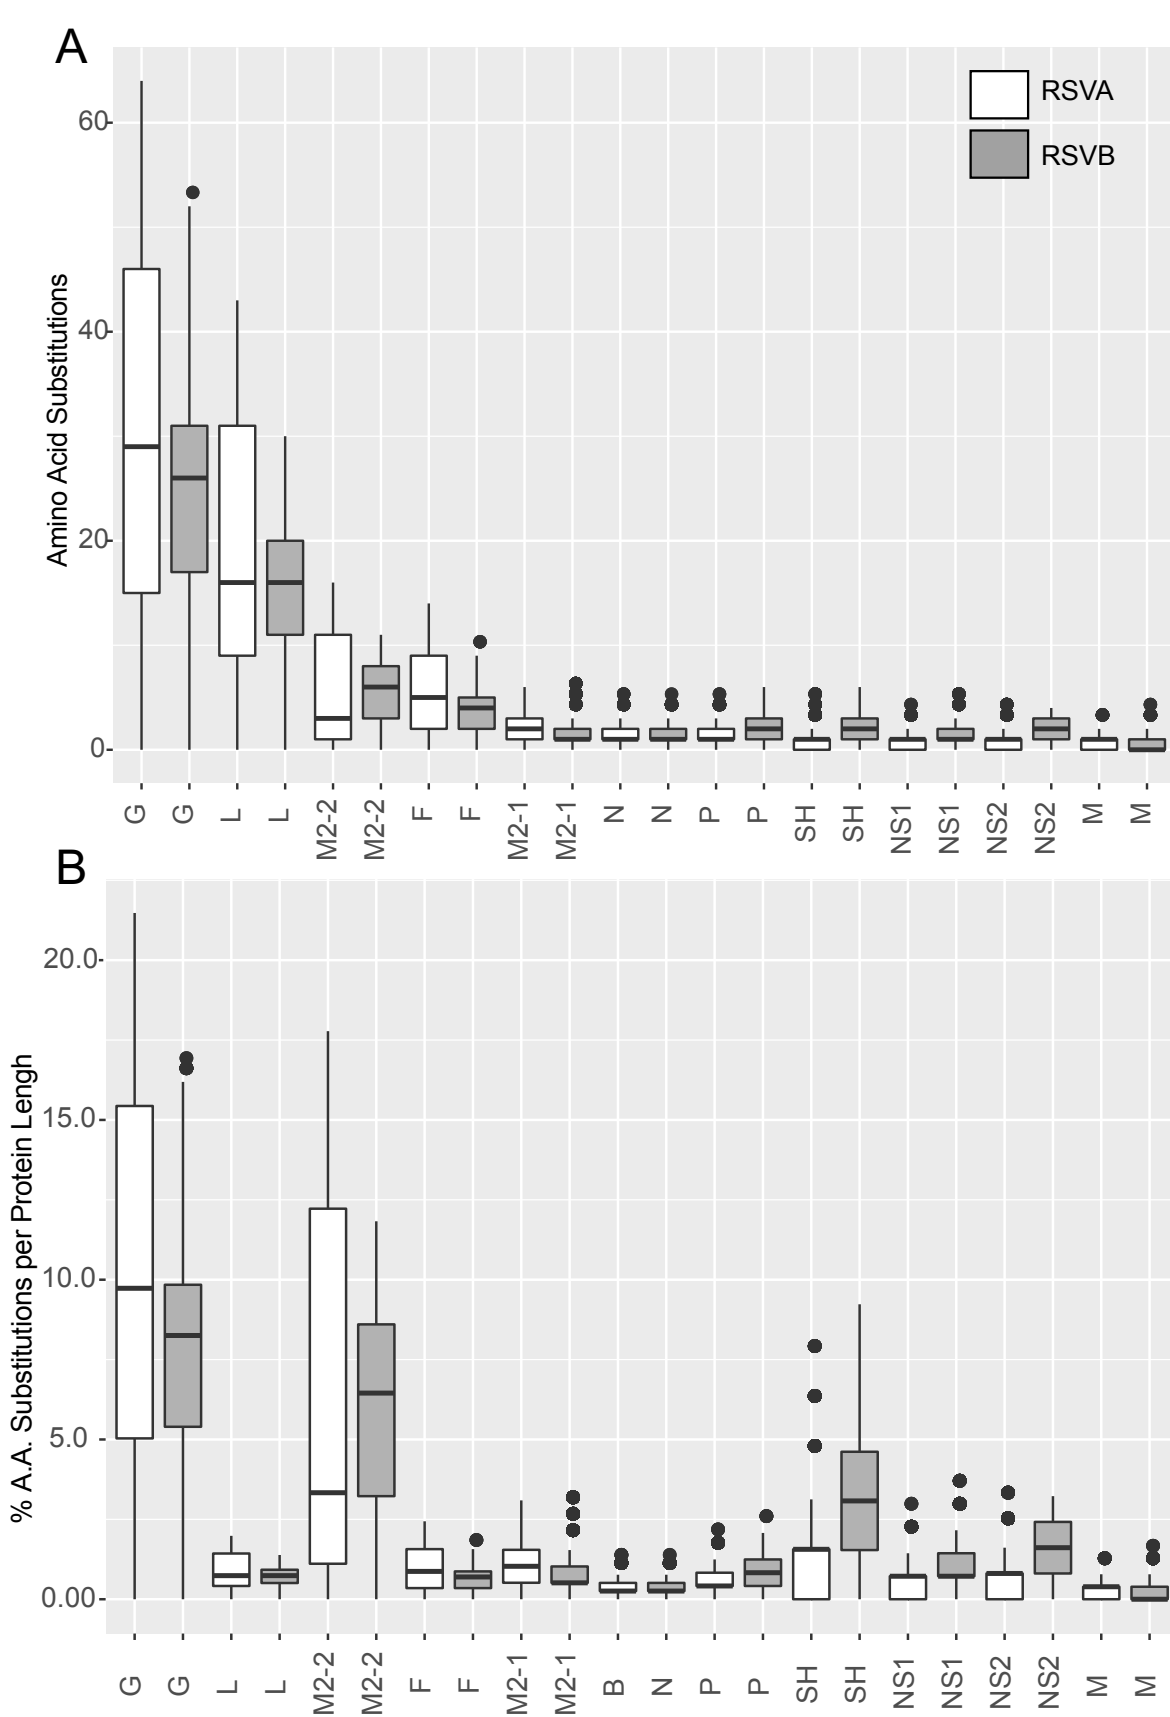 A
RSVA
RSVB
Amino Acid Substitutions
60
40
20
0
G G L L M2-2 M2-2 F F M2-1 M2-1 N N P P SH SH NS1 NS1 NS2 NS2 M M
B
% A.A. Substitutions per Protein Lengh
20.0
15.0
10.0
5.0
0.00
G G L L M2-2 M2-2 F F M2-1 M2-1 B N P P SH SH NS1 NS1 NS2 NS2 M M